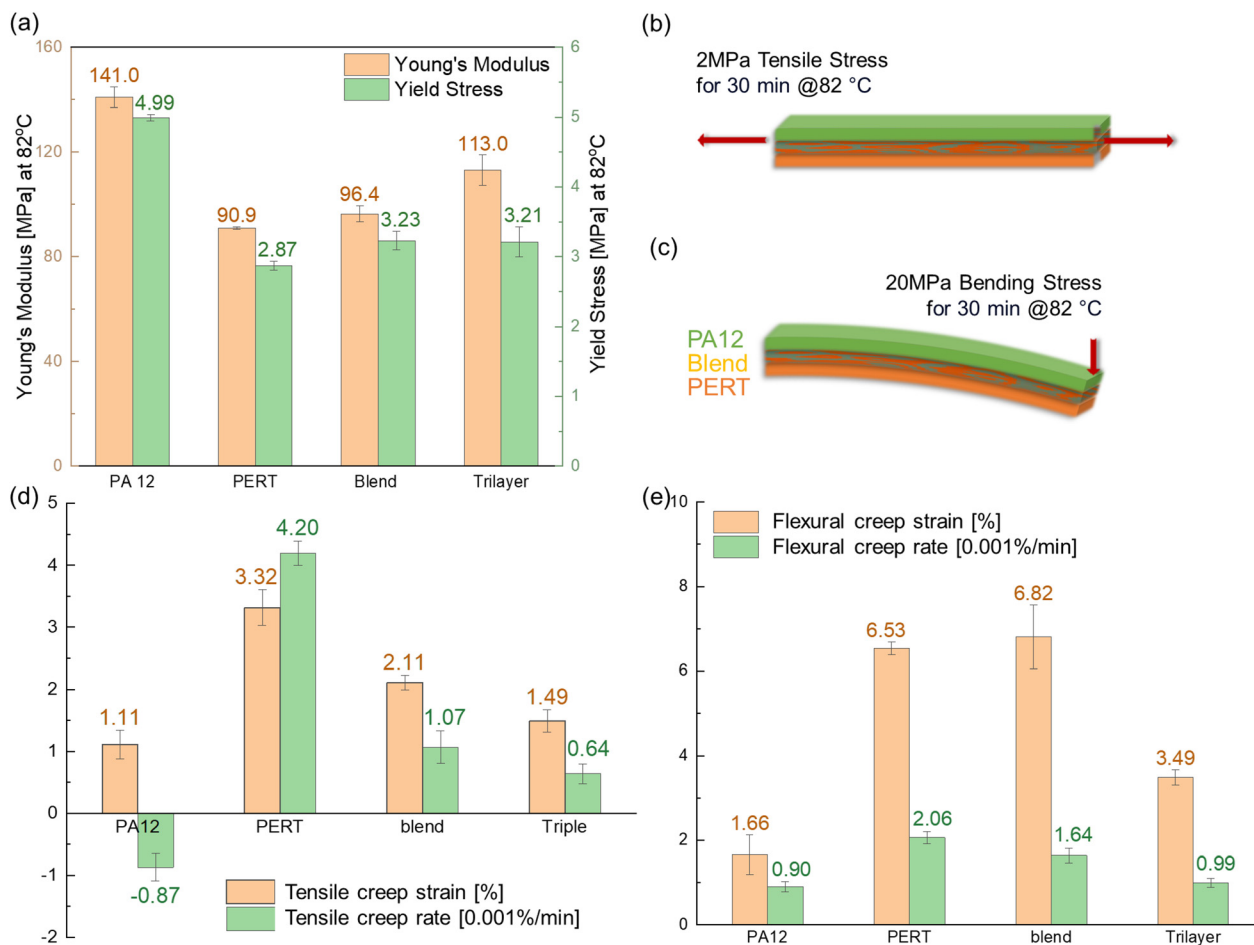 (a)
160
120
80
40
0
Young's Modulus [MPa] at 82°C
Young's Modulus
Yield Stress
141.0
4.99
90.9
2.87
96.4
3.23
113.0
3.21
6
5
4
3
2
1
0
Yield Stress [MPa] at 82°C
PA 12
PERT
Blend
Trilayer
(b)
2MPa Tensile Stress
for 30 min @82 °C
(c)
20MPa Bending Stress
for 30 min @82 °C
PA12
Blend
PERT
(d)
5
4
3
2
1
0
-1
-2
1.11
-0.87
3.32
4.20
2.11
1.07
1.49
0.64
PA12
PERT
blend
Triple
Tensile creep strain [%]
Tensile creep rate [0.001%/min]
(e)
10
8
6
4
2
0
Flexural creep strain [%]
Flexural creep rate [0.001%/min]
1.66
0.90
6.53
2.06
6.82
1.64
3.49
0.99
PA12
PERT
blend
Trilayer